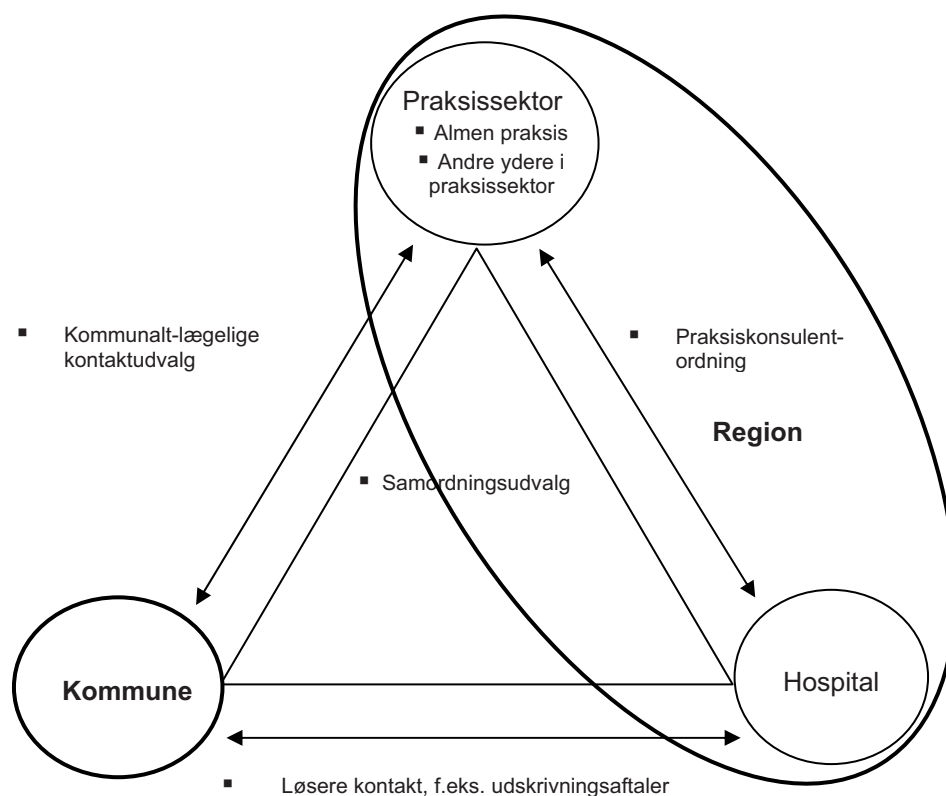 Praksissektor
▪ Almen praksis
▪ Andre ydere i
praksissektor
▪ Kommunalt-lægelige
kontaktudvalg
▪ Praksiskonsulent-
ordning
Region
▪ Samordningsudvalg
Kommune
Hospital
▪ Løsere kontakt, f.eks. udskrivningsaftaler